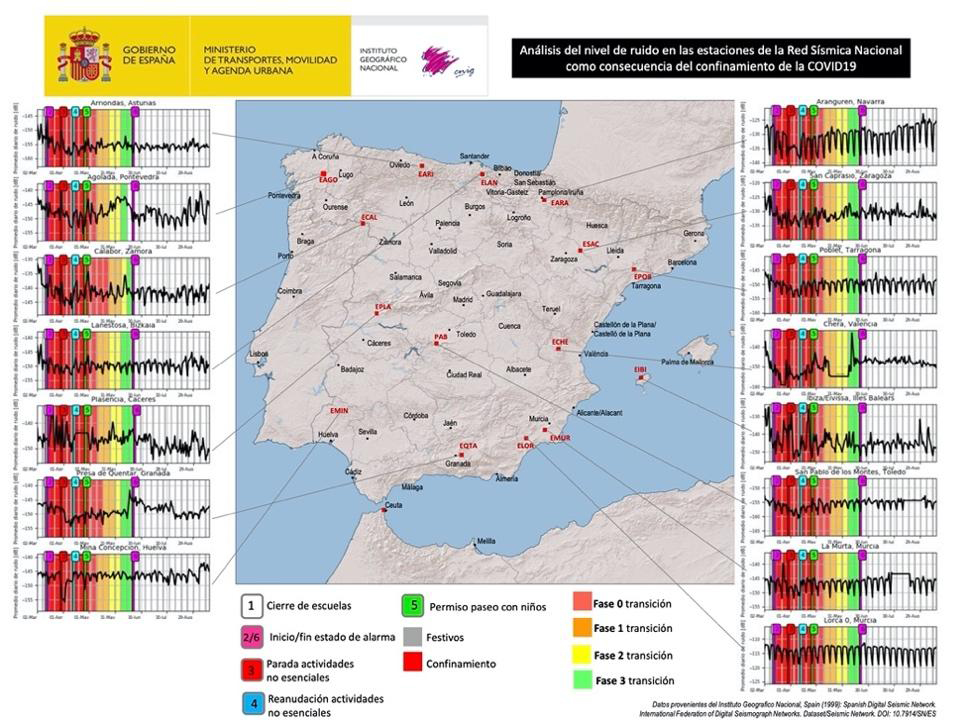 GOBIERNO
DE ESPAÑA
MINISTERIO
DE TRANSPORTES, MOVILIDAD
Y AGENDA URBANA
INSTITUTO
GEOGRÁFICO
NACIONAL
cnig
Análisis del nivel de ruido en las estaciones de la Red Sísmica Nacional
como consecuencia del confinamiento de la COVID19
Arriondas, Asturias
Agolada, Pontevedra
Calabor, Zamora
Lanestosa, Bizkaia
Plasencia, Cáceres
Presa de Quentar, Granada
Mina Concepción, Huelva
A Coruña
Lugo
EAGO
Oviedo
EARI
Santander
Bilbao
ELAN
Donostia/
San Sebastián
Vitoria-Gasteiz
Pamplona/Iruña
EARA
Pontevedra
Ourense
León
Burgos
Logroño
ECAL
Palencia
Huesca
Gerona
Braga
Zamora
Valladolid
Soria
ESAC
Zaragoza
Lleida
Barcelona
Porto
EPOB
Tarragona
Salamanca
Segovia
Coimbra
Ávila
Madrid
Guadalajara
EPLA
Teruel
Cuenca
Castellón de la Plana/
Castelló de la Plana
Toledo
PAB
Cáceres
ECHE
València
Palma de Mallorca
Lisboa
Badajoz
Ciudad Real
Albacete
EIBI
EMIN
Córdoba
Alicante/Alacant
Murcia
EMUR
ELOR
Huelva
Sevilla
Jaén
EQTA
Granada
Almería
Cádiz
Málaga
Ceuta
Melilla
Aranguren, Navarra
San Caprasio, Zaragoza
Poblet, Tarragona
Chera, Valencia
Ibiza/Eivissa, Illes Balears
San Pablo de los Montes, Toledo
La Murta, Murcia
Lorca 0, Murcia
1 Cierre de escuelas
2/6 Inicio/fin estado de alarma
3 Parada actividades
no esenciales
4 Reanudación actividades
no esenciales
5 Permiso paseo con niños
Festivos
Confinamiento
Fase 0 transición
Fase 1 transición
Fase 2 transición
Fase 3 transición
Datos provenientes del Instituto Geografico Nacional, Spain (1999): Spanish Digital Seismic Network.
International Federation of Digital Seismograph Networks. Dataset/Seismic Network. DOI: 10.7914/SN/ES